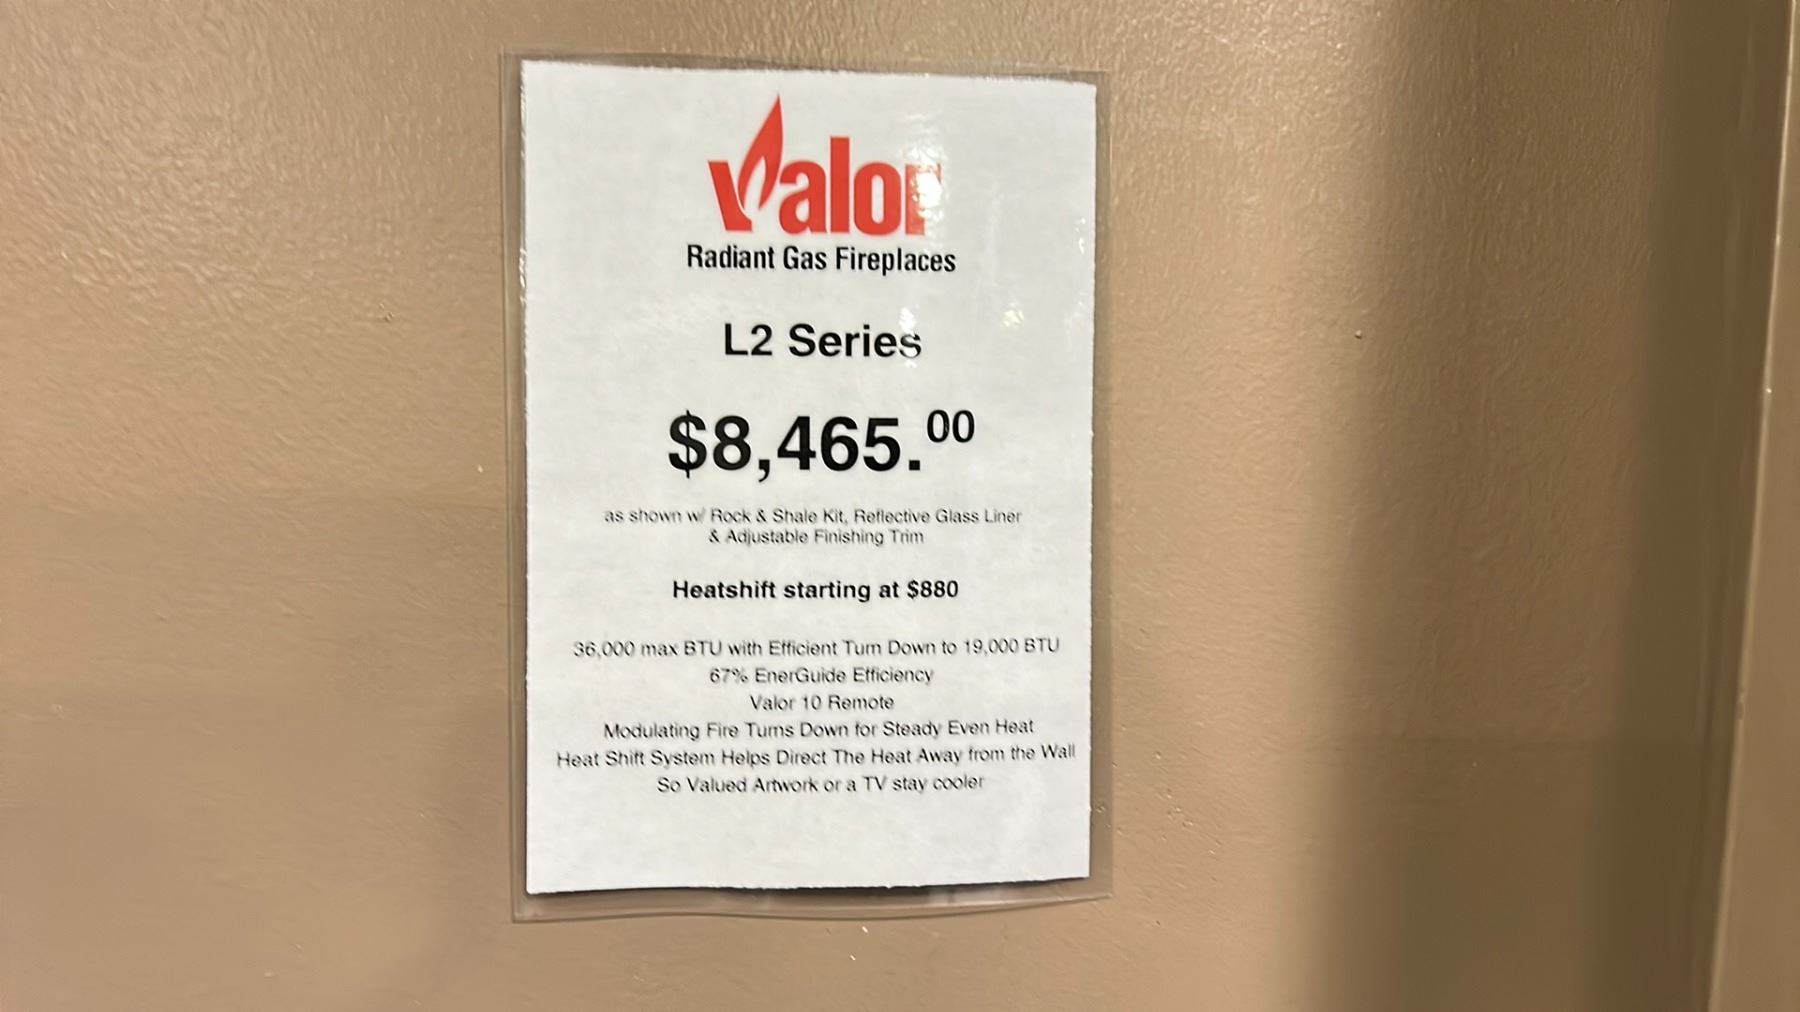 Valor
Radiant Gas Fireplaces
L2 Series
$8,465.00
as shown w/ Rock & Shale Kit, Reflective Glass Liner
& Adjustable Finishing Trim
Heatshift starting at $880
36,000 max BTU with Efficient Turn Down to 19,000 BTU
67% EnerGuide Efficiency
Valor 10 Remote
Modulating Fire Turns Down for Steady Even Heat
Heat Shift System Helps Direct The Heat Away from the Wall
So Valued Artwork or a TV stay cooler